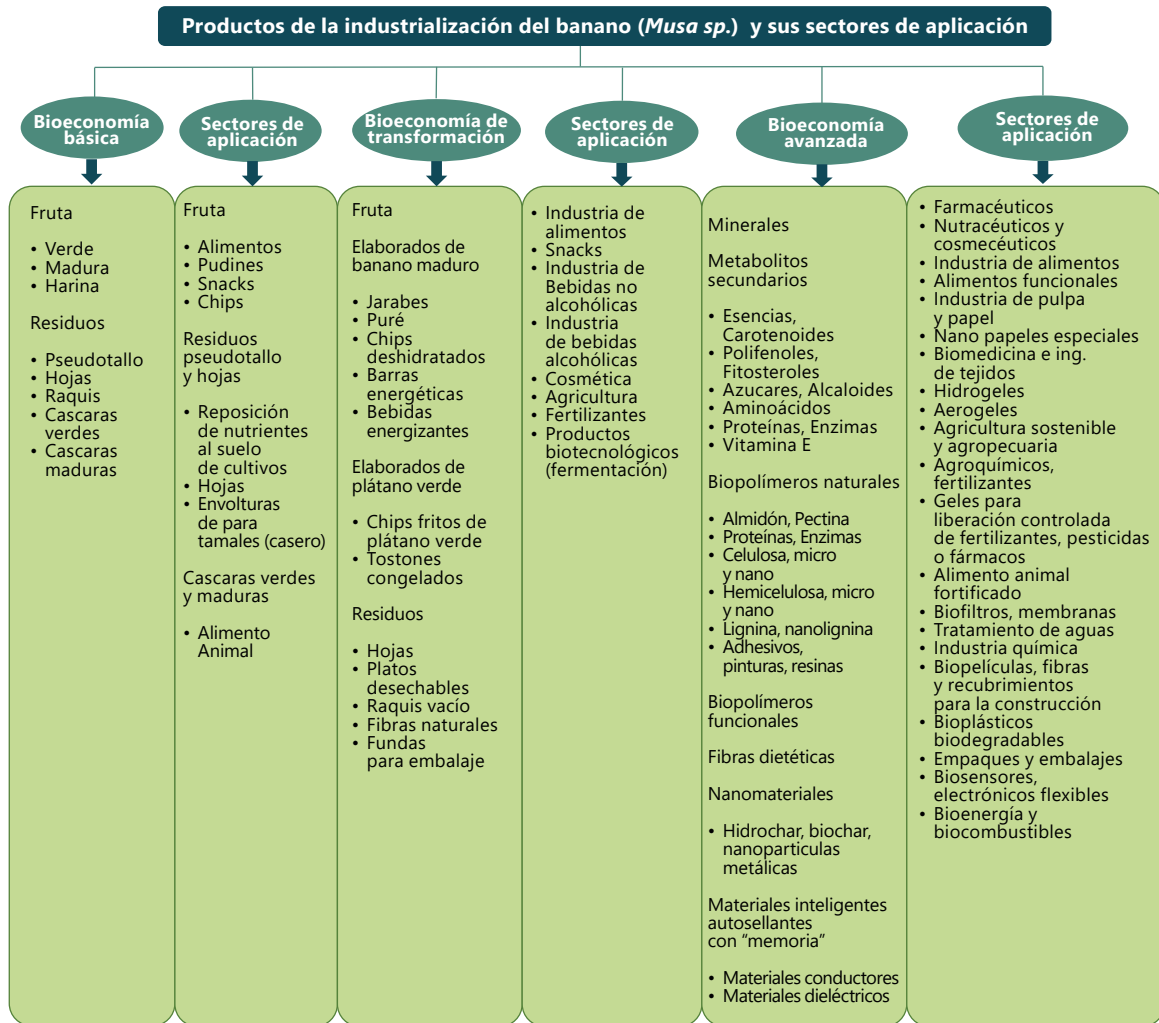 Productos de la industrialización del banano (Musa sp.) y sus sectores de aplicación
Bioeconomía
básica
Fruta
• Verde
• Madura
• Harina
Residuos
• Pseudotallo
• Hojas
• Raquis
• Cascaras
verdes
• Cascaras
maduras
Sectores de
aplicación
Fruta
• Alimentos
• Pudines
• Snacks
• Chips
Residuos
pseudotallo
y hojas
• Reposición
de nutrientes
al suelo
de cultivos
• Hojas
• Envolturas
de para
tamales (casero)
Cascaras verdes
y maduras
• Alimento
Animal
Bioeconomía de
transformación
Fruta
Elaborados de
banano maduro
• Jarabes
• Puré
• Chips
deshidratados
• Barras
energéticas
• Bebidas
energizantes
Elaborados de
plátano verde
• Chips fritos de
plátano verde
• Tostones
congelados
Residuos
• Hojas
• Platos
desechables
• Raquis vacío
• Fibras naturales
• Fundas
para embalaje
Sectores de
aplicación
• Industria de
alimentos
• Snacks
• Industria de
Bebidas no
alcohólicas
• Industria
de bebidas
alcohólicas
• Cosmética
• Agricultura
• Fertilizantes
• Productos
biotecnológicos
(fermentación)
Bioeconomía
avanzada
Minerales
Metabolitos
secundarios
• Esencias,
Carotenoides
• Polifenoles,
Fitosteroles
• Azucares, Alcaloides
• Aminoácidos
• Proteínas, Enzimas
• Vitamina E
Biopolímeros naturales
• Almidón, Pectina
• Proteínas, Enzimas
• Celulosa, micro
y nano
• Hemicelulosa, micro
y nano
• Lignina, nanolignina
• Adhesivos,
pinturas, resinas
Biopolímeros
funcionales
Fibras dietéticas
Nanomateriales
• Hidrochar, biochar,
nanoparticulas
metálicas
Materiales inteligentes
autosellantes
con "memoria"
• Materiales conductores
• Materiales dieléctricos
Sectores de
aplicación
• Farmacéuticos
• Nutracéuticos y
cosmecéuticos
• Industria de alimentos
• Alimentos funcionales
• Industria de pulpa
y papel
• Nano papeles especiales
• Biomedicina e ing.
de tejidos
• Hidrogeles
• Aerogeles
• Agricultura sostenible
y agropecuaria
• Agroquímicos,
fertilizantes
• Geles para
liberación controlada
de fertilizantes, pesticidas
o fármacos
• Alimento animal
fortificado
• Biofiltros, membranas
• Tratamiento de aguas
• Industria química
• Biopelículas, fibras
y recubrimientos
para la construcción
• Bioplásticos
biodegradables
• Empaques y embalajes
• Biosensores,
electrónicos flexibles
• Bioenergía y
biocombustibles